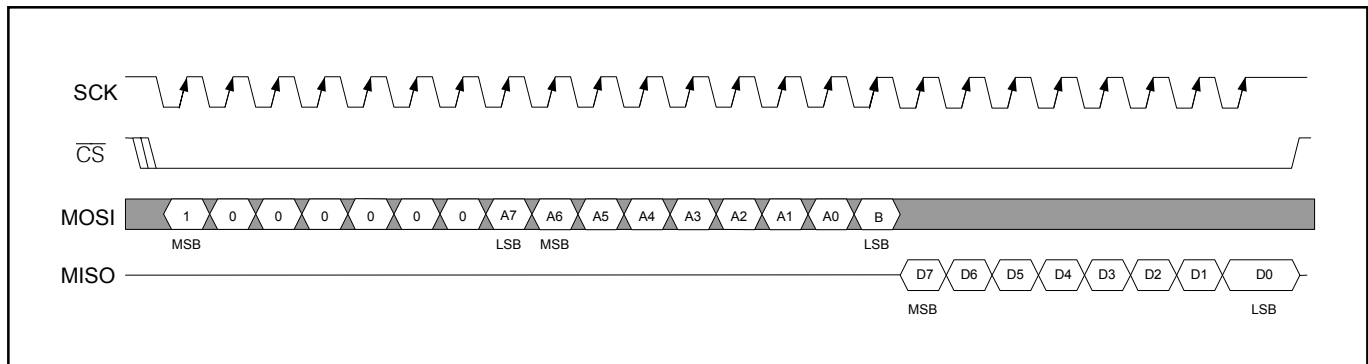 SCK
CS
MOSI 1 0 0 0 0 0 0 A7 A6 A5 A4 A3 A2 A1 A0 B
MSB LSB MSB LSB
MISO D7 D6 D5 D4 D3 D2 D1 D0
MSB LSB